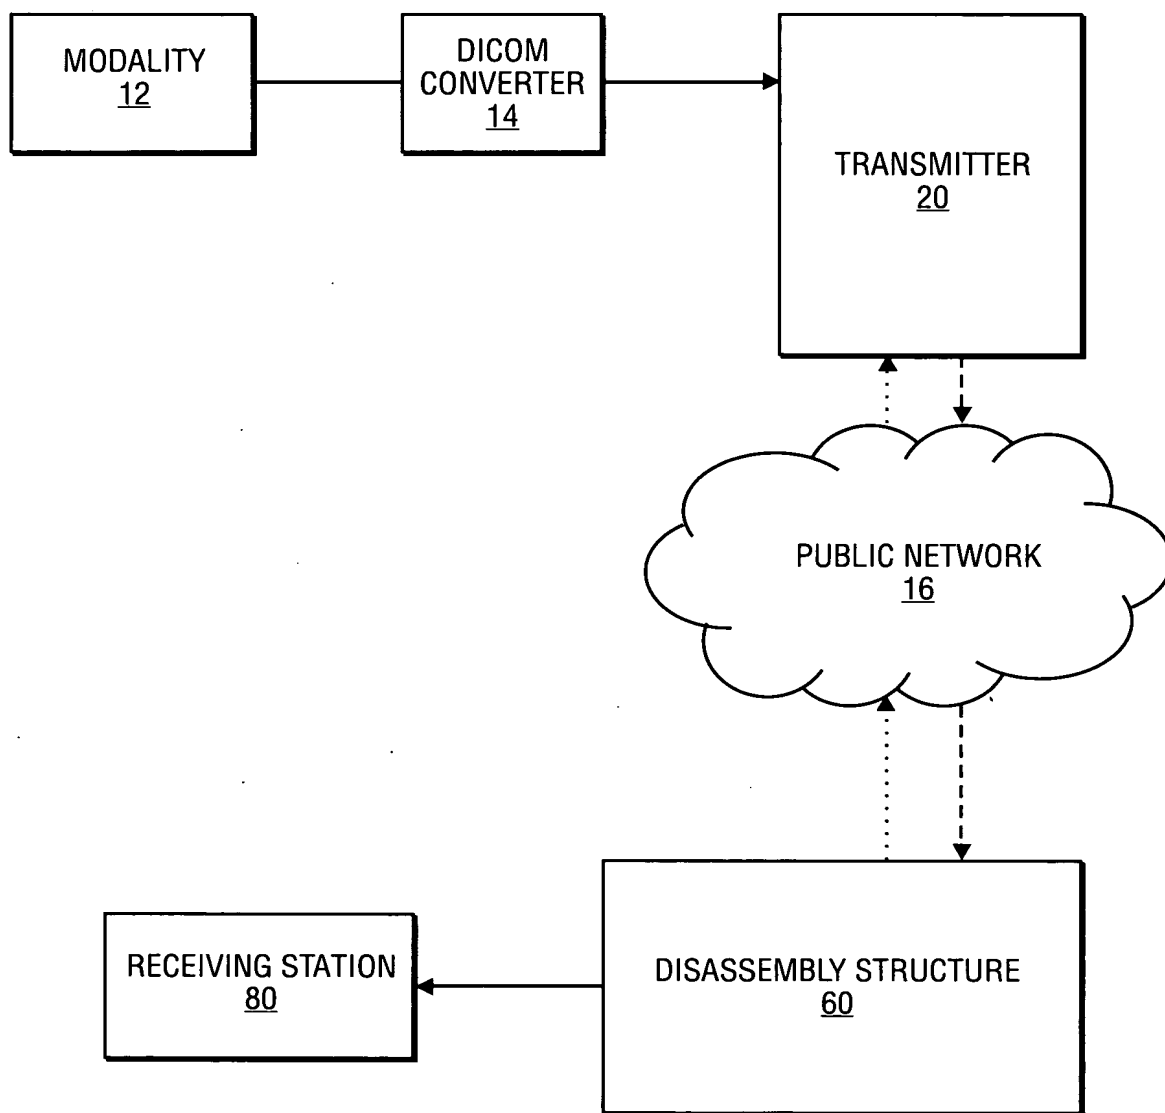 MODALITY
12
DICOM
CONVERTER
14
TRANSMITTER
20
PUBLIC NETWORK
16
RECEIVING STATION
80
DISASSEMBLY STRUCTURE
60